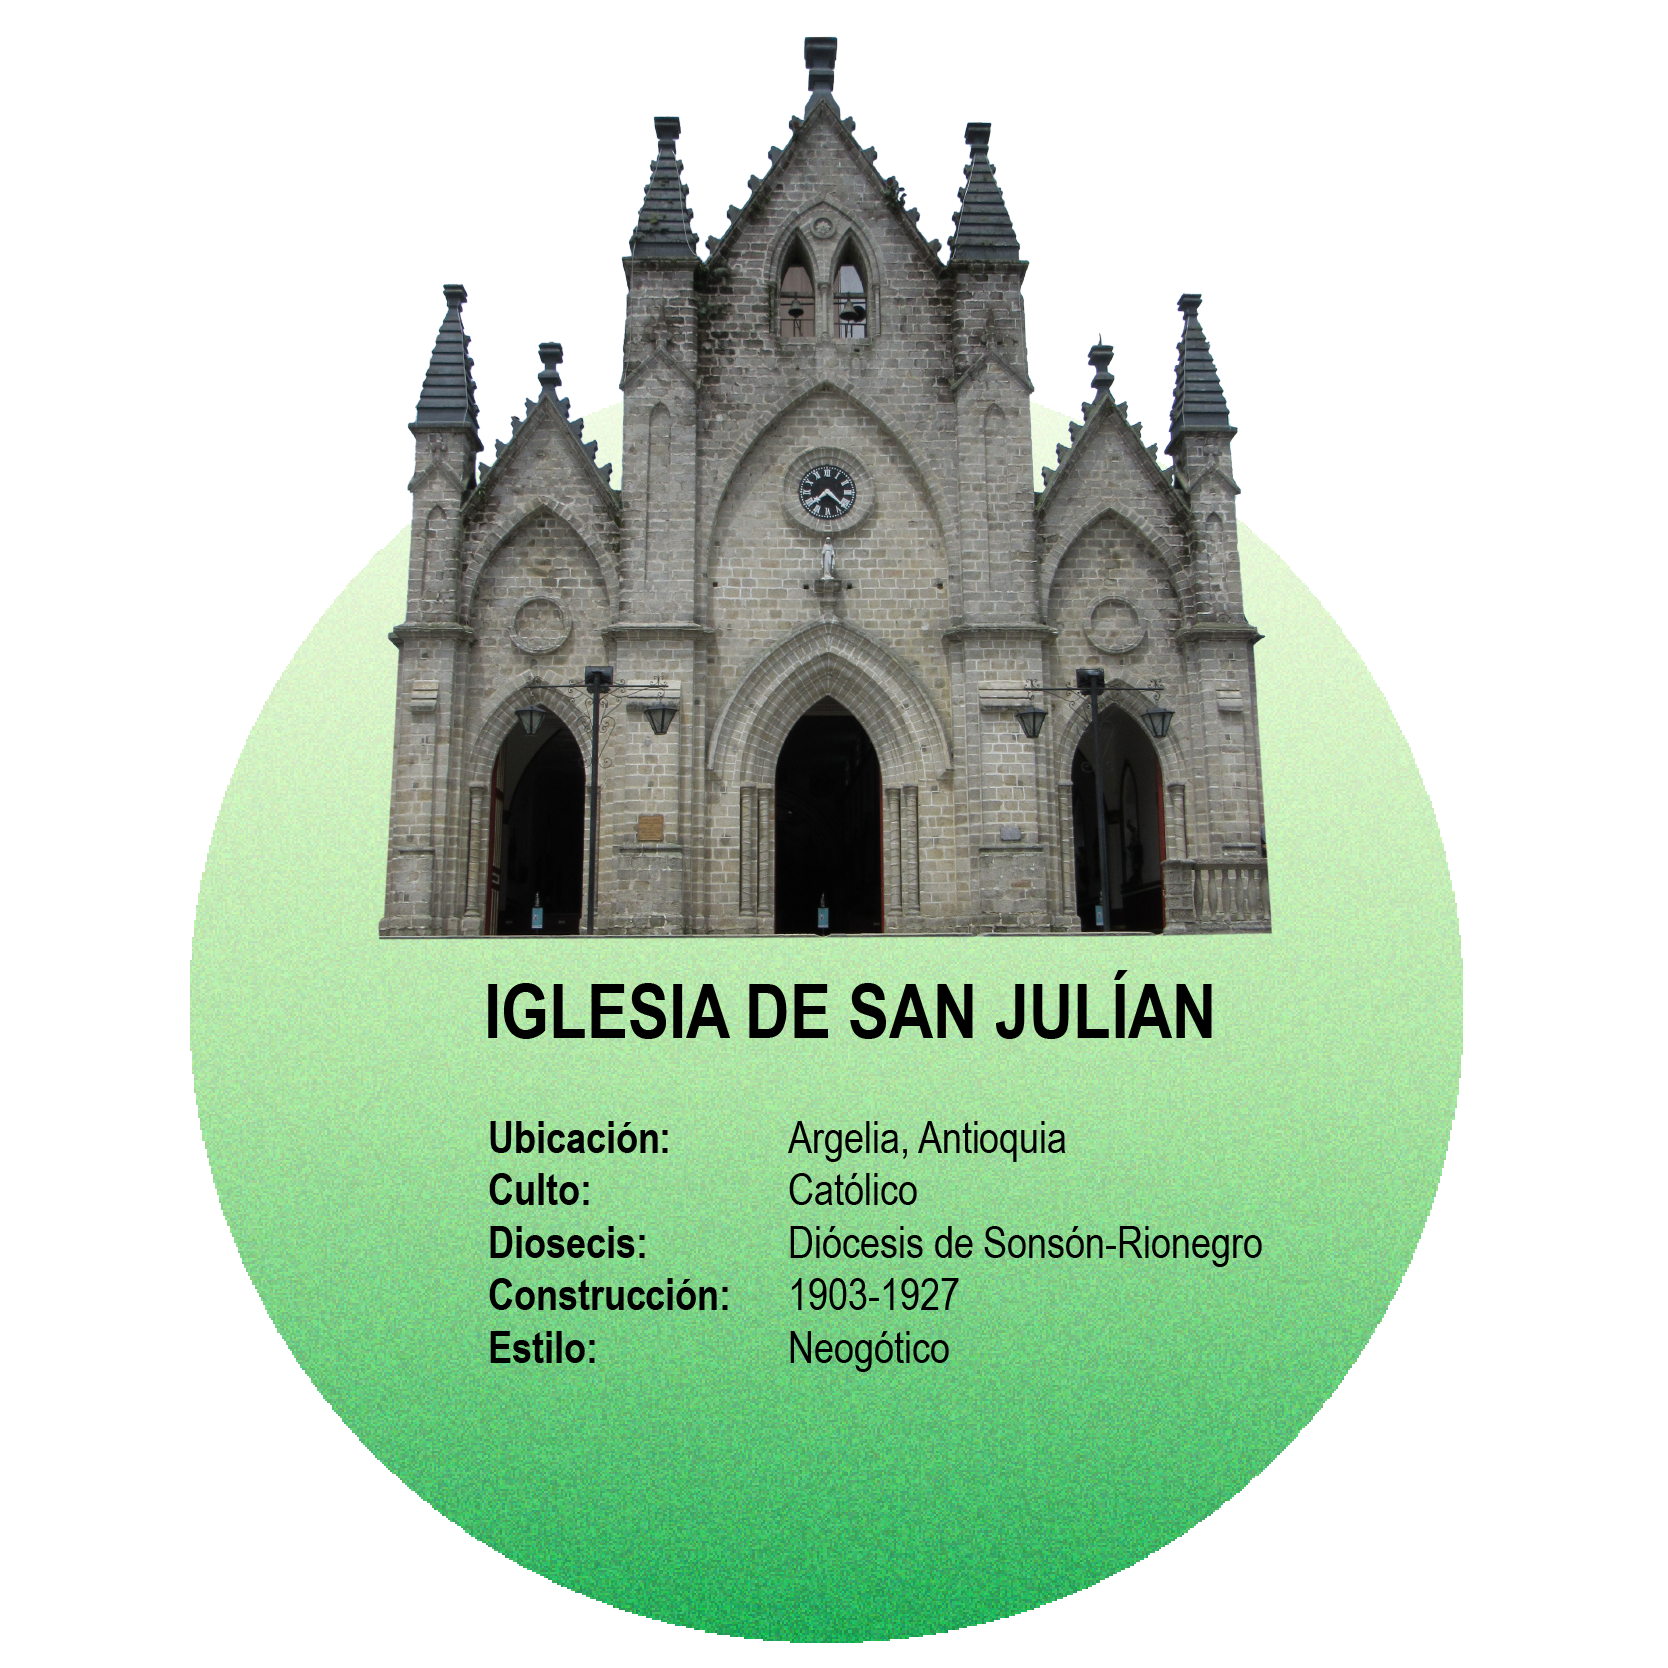 IGLESIA DE SAN JULÍAN
Ubicación: Argelia, Antioquia
Culto: Católico
Diosecis: Diócesis de Sonsón-Rionegro
Construcción: 1903-1927
Estilo: Neogótico